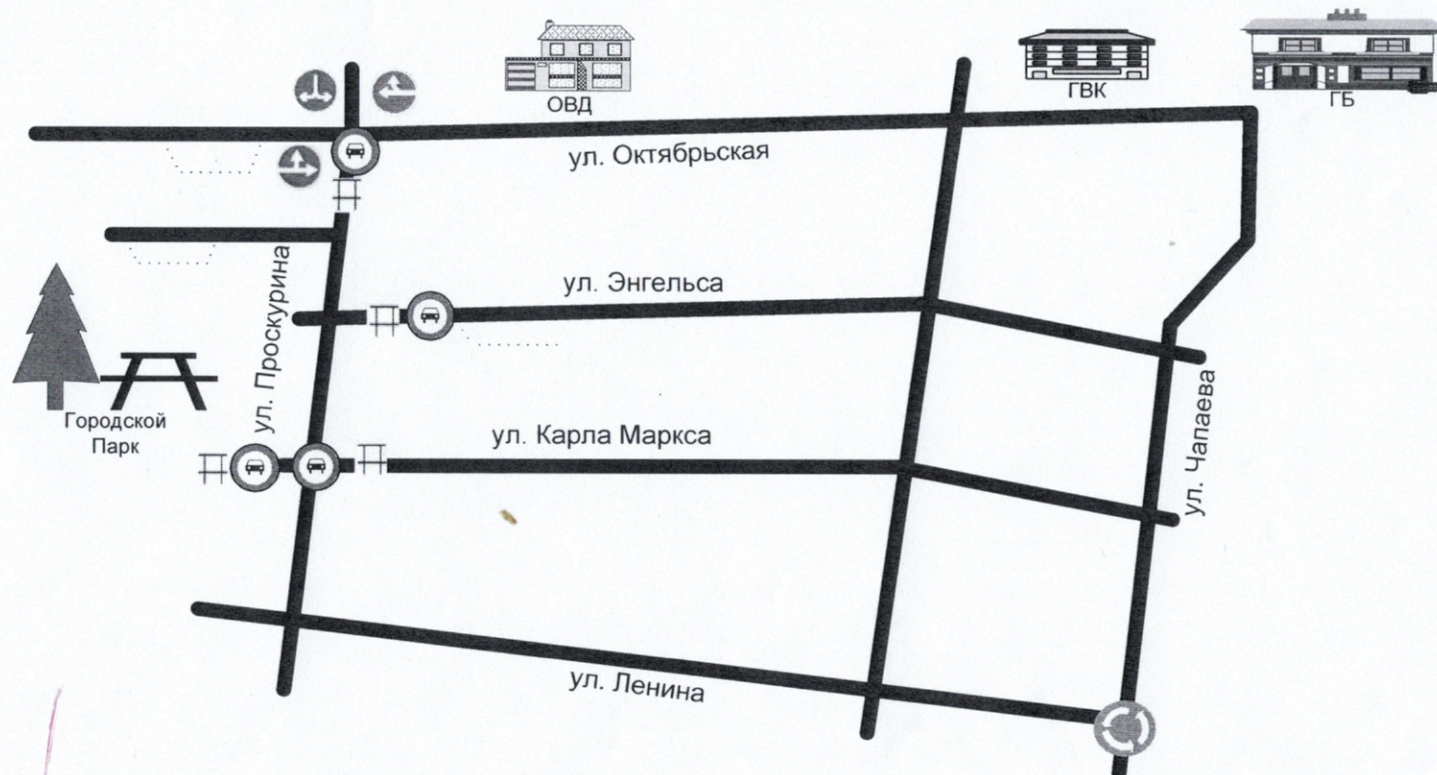 ОВД
ГВК
ГБ
ул. Октябрьская
ул. Проскурина
ул. Энгельса
Городской
Парк
ул. Карла Маркса
ул. Чапаева
ул. Ленина